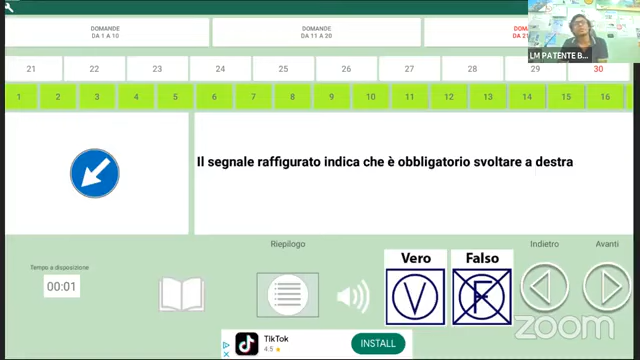 DOMANDE
DA 1 A 10
DOMANDE
DA 11 A 20
LM PATENTE B...
21 22 23 24 25 26 27 28 29 30
1 2 3 4 5 6 7 8 9 10 11 12 13 14 15 16
Il segnale raffigurato indica che è obbligatorio svoltare a destra
Riepilogo
Indietro
Avanti
Tempo a disposizione
00:01
Vero
Falso
V
F
TikTok
4.5
INSTALL
zoom